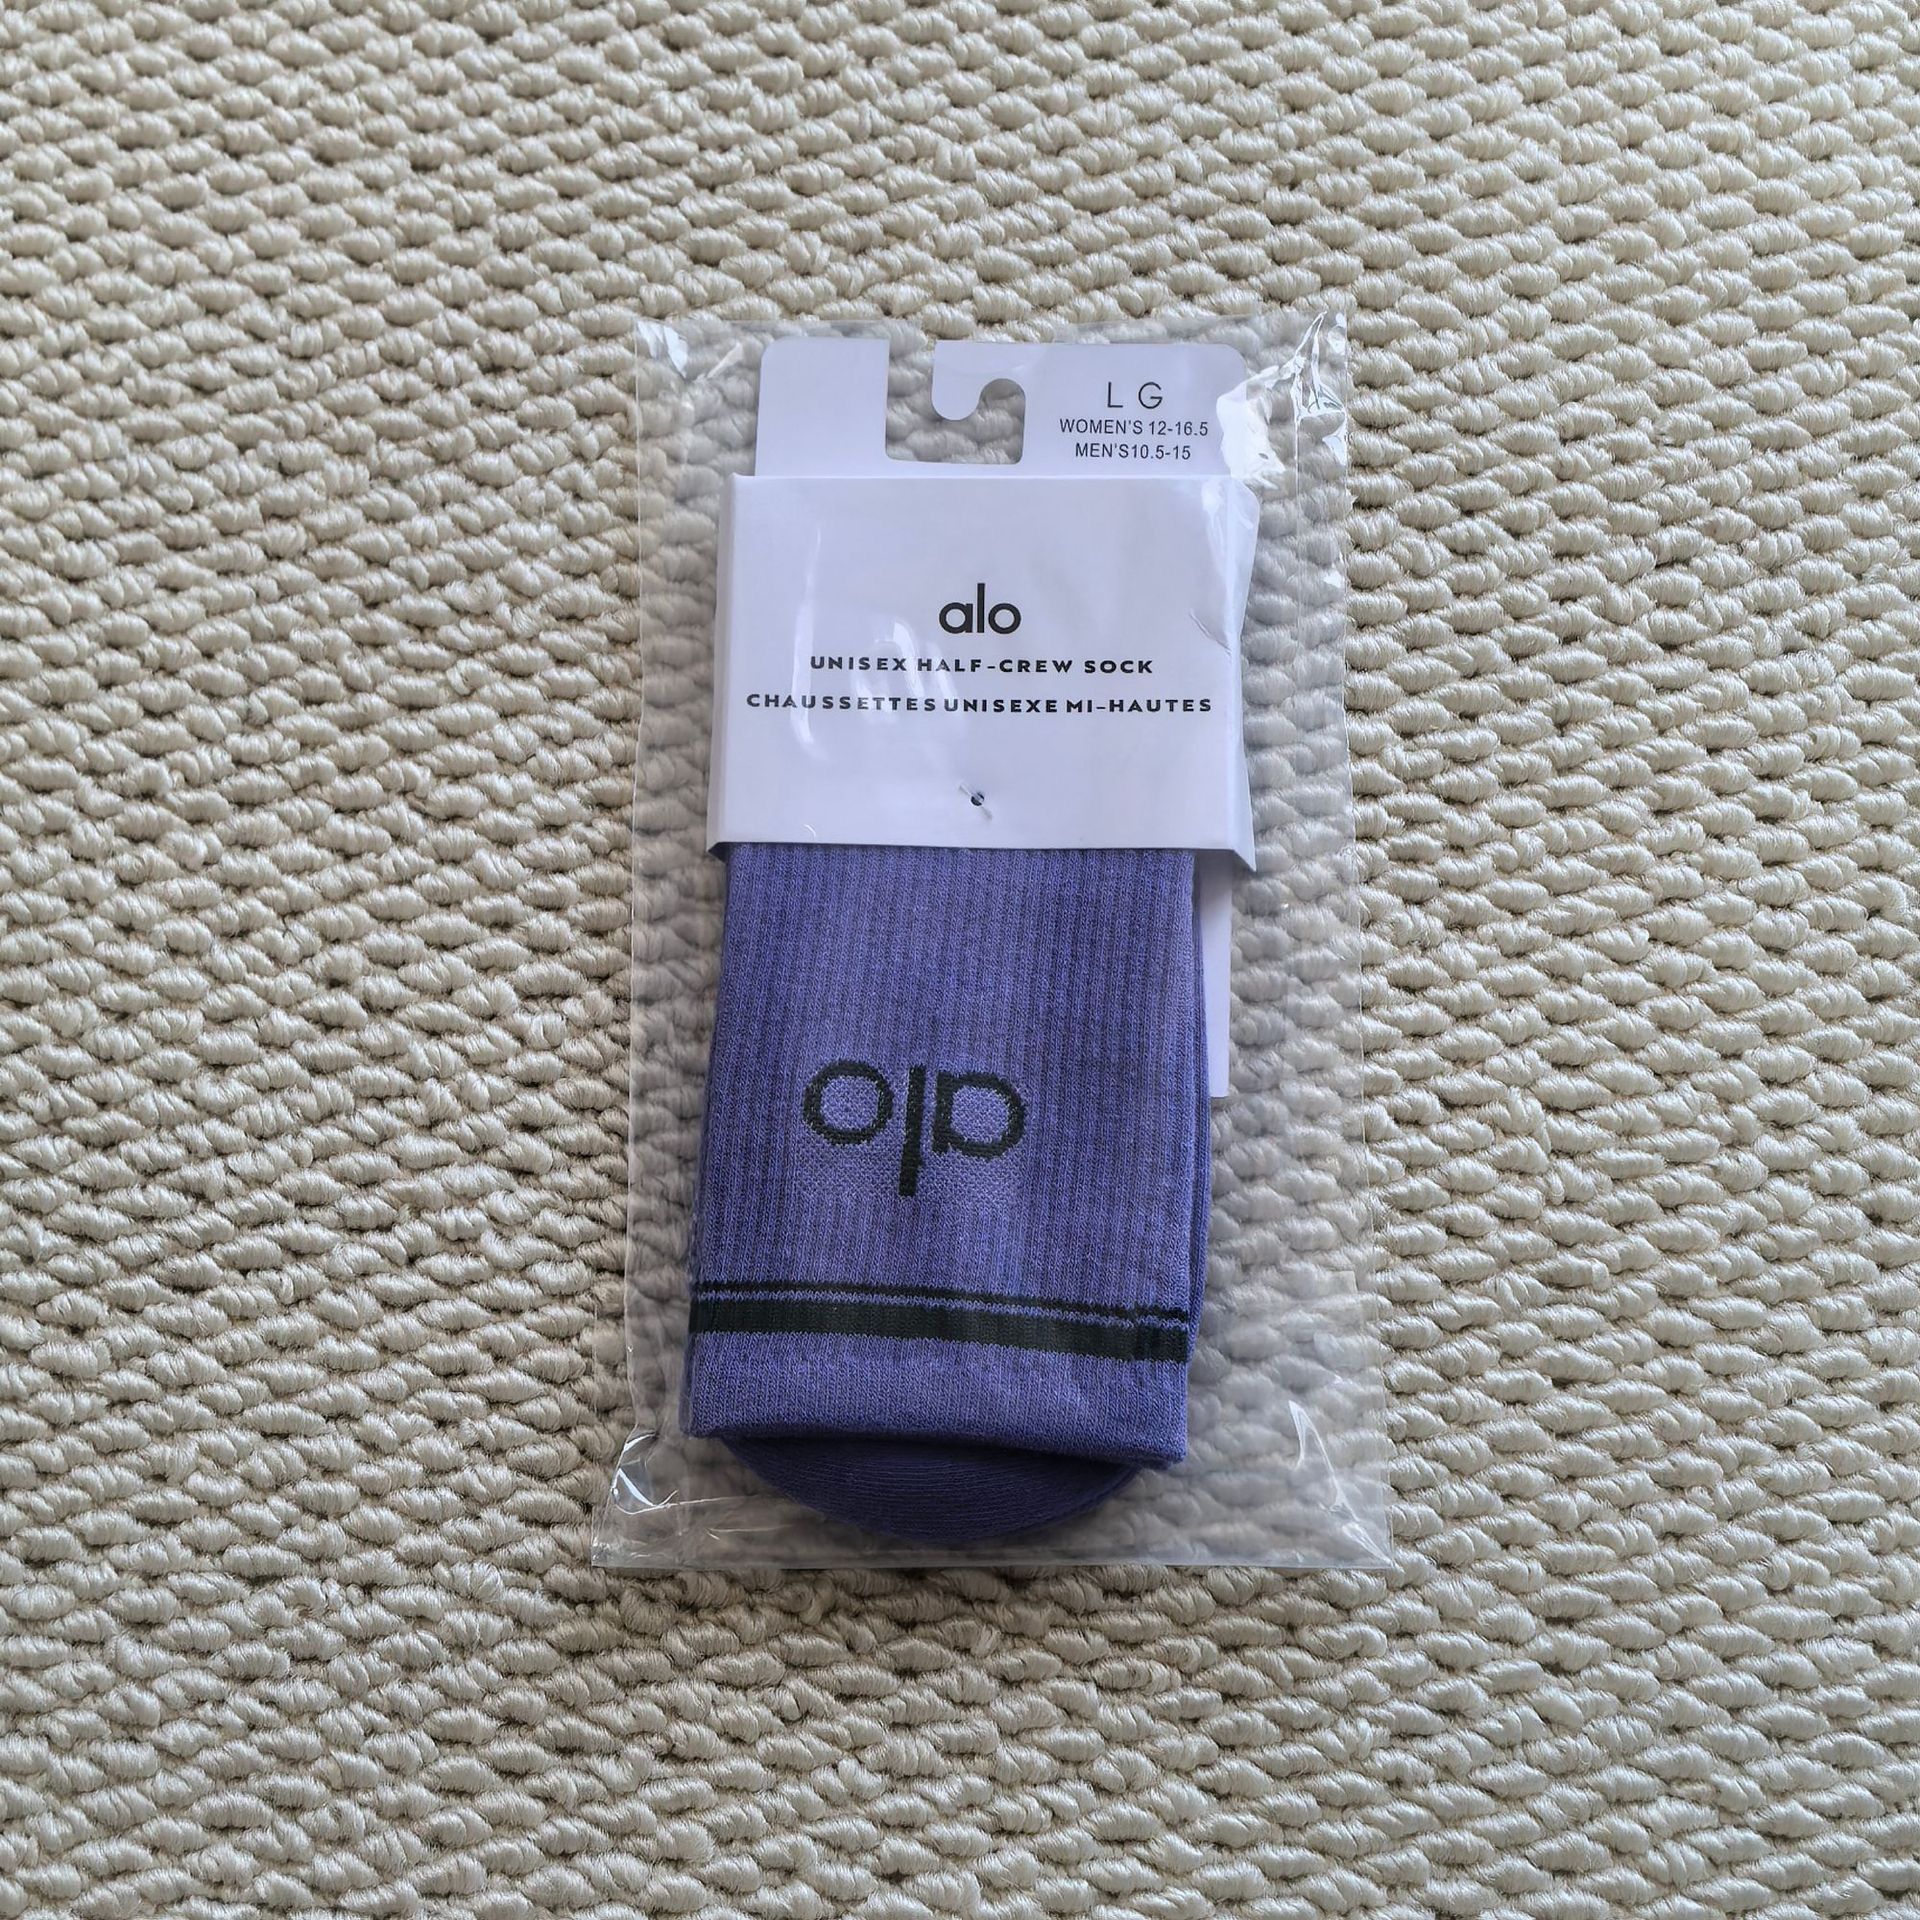 L G
WOMEN'S 12-16.5
MEN'S10.5-15
alo
UNISEX HALF-CREW SOCK
CHAUSSETTES UNISEXE MI-HAUTES
alo